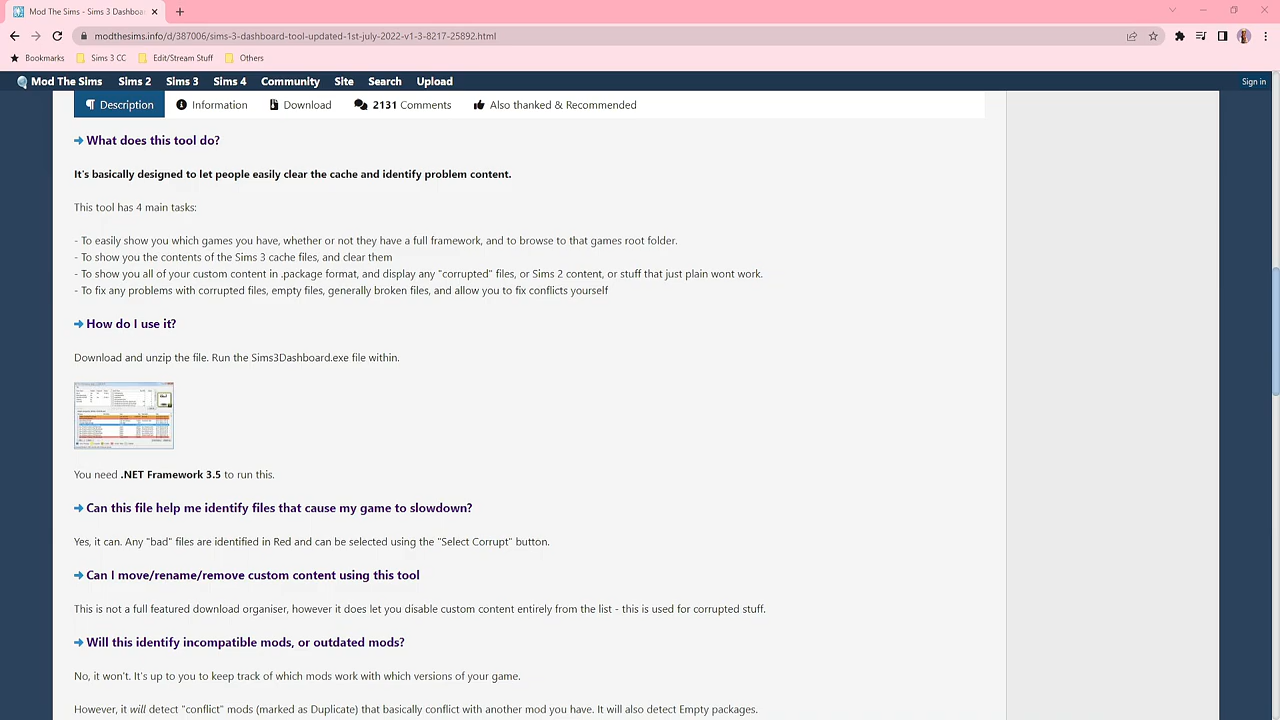 Mod The Sims - Sims 3 Dashboa
modthesims.info/d/387006/sims-3-dashboard-tool-updated-1st-july-2022-v1-3-8217-25892.html
Bookmarks Sims 3 CC Edit/Stream Stuff Others
Mod The Sims Sims 2 Sims 3 Sims 4 Community Site Search Upload Sign in
Description Information Download 2131 Comments Also thanked & Recommended
What does this tool do?
It's basically designed to let people easily clear the cache and identify problem content.
This tool has 4 main tasks:
- To easily show you which games you have, whether or not they have a full framework, and to browse to that games root folder.
- To show you the contents of the Sims 3 cache files, and clear them
- To show you all of your custom content in .package format, and display any "corrupted" files, or Sims 2 content, or stuff that just plain wont work.
- To fix any problems with corrupted files, empty files, generally broken files, and allow you to fix conflicts yourself
How do I use it?
Download and unzip the file. Run the Sims3Dashboard.exe file within.
You need .NET Framework 3.5 to run this.
Can this file help me identify files that cause my game to slowdown?
Yes, it can. Any "bad" files are identified in Red and can be selected using the "Select Corrupt" button.
Can I move/rename/remove custom content using this tool
This is not a full featured download organiser, however it does let you disable custom content entirely from the list - this is used for corrupted stuff.
Will this identify incompatible mods, or outdated mods?
No, it won't. It's up to you to keep track of which mods work with which versions of your game.
However, it will detect "conflict" mods (marked as Duplicate) that basically conflict with another mod you have. It will also detect Empty packages.